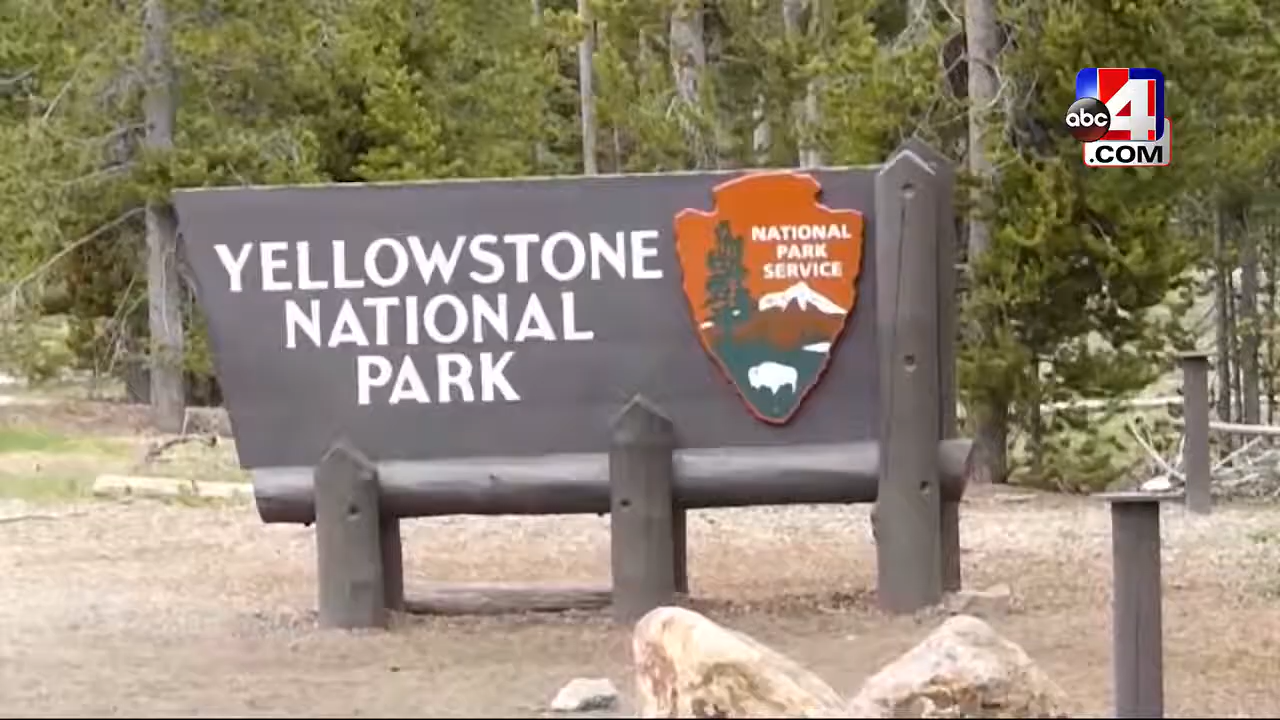 abc 4
.COM
YELLOWSTONE
NATIONAL
PARK
NATIONAL
PARK
SERVICE